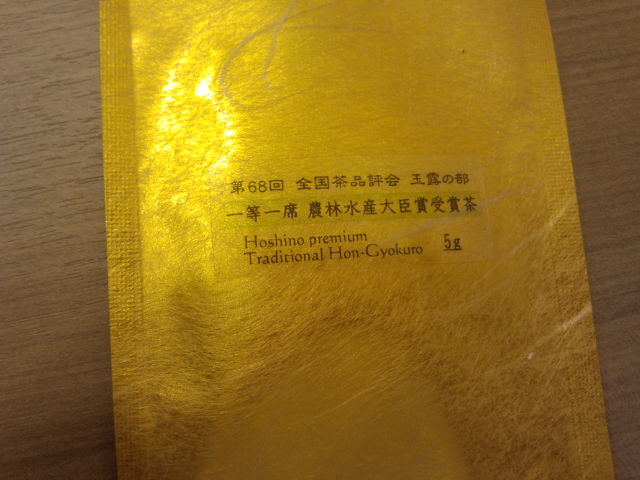 第68回 全国茶品評会 玉露の部
一等一席 農林水産大臣賞受賞茶
Hoshino premium
Traditional Hon-Gyokuro 5g